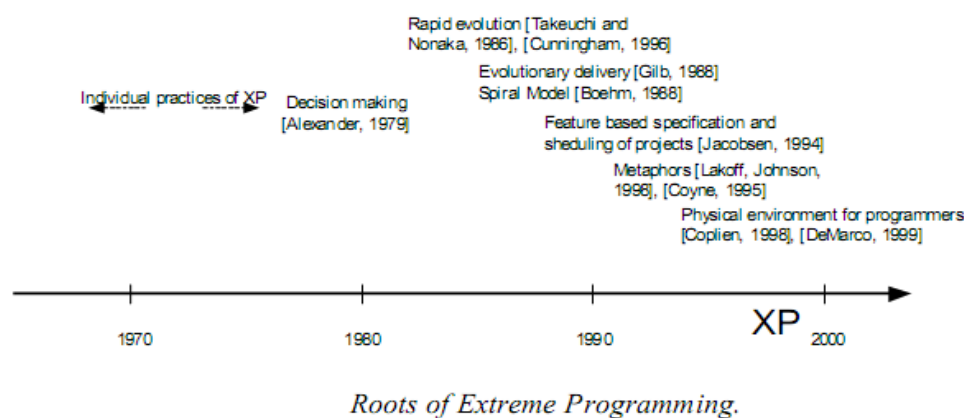 Rapid evolution [Takeuchi and
Nonaka, 1986], [Cunningham, 1996]
Evolutionary delivery [Gilb, 1988]
Spiral Model [Boehm, 1988]
Individual practices of XP
Decision making
[Alexander, 1979]
Feature based specification and
sheduling of projects [Jacobsen, 1994]
Metaphors [Lakoff, Johnson,
1998], [Coyne, 1995]
Physical environment for programmers
[Coplien, 1998], [DeMarco, 1999]
XP
1970
1980
1990
2000
Roots of Extreme Programming.